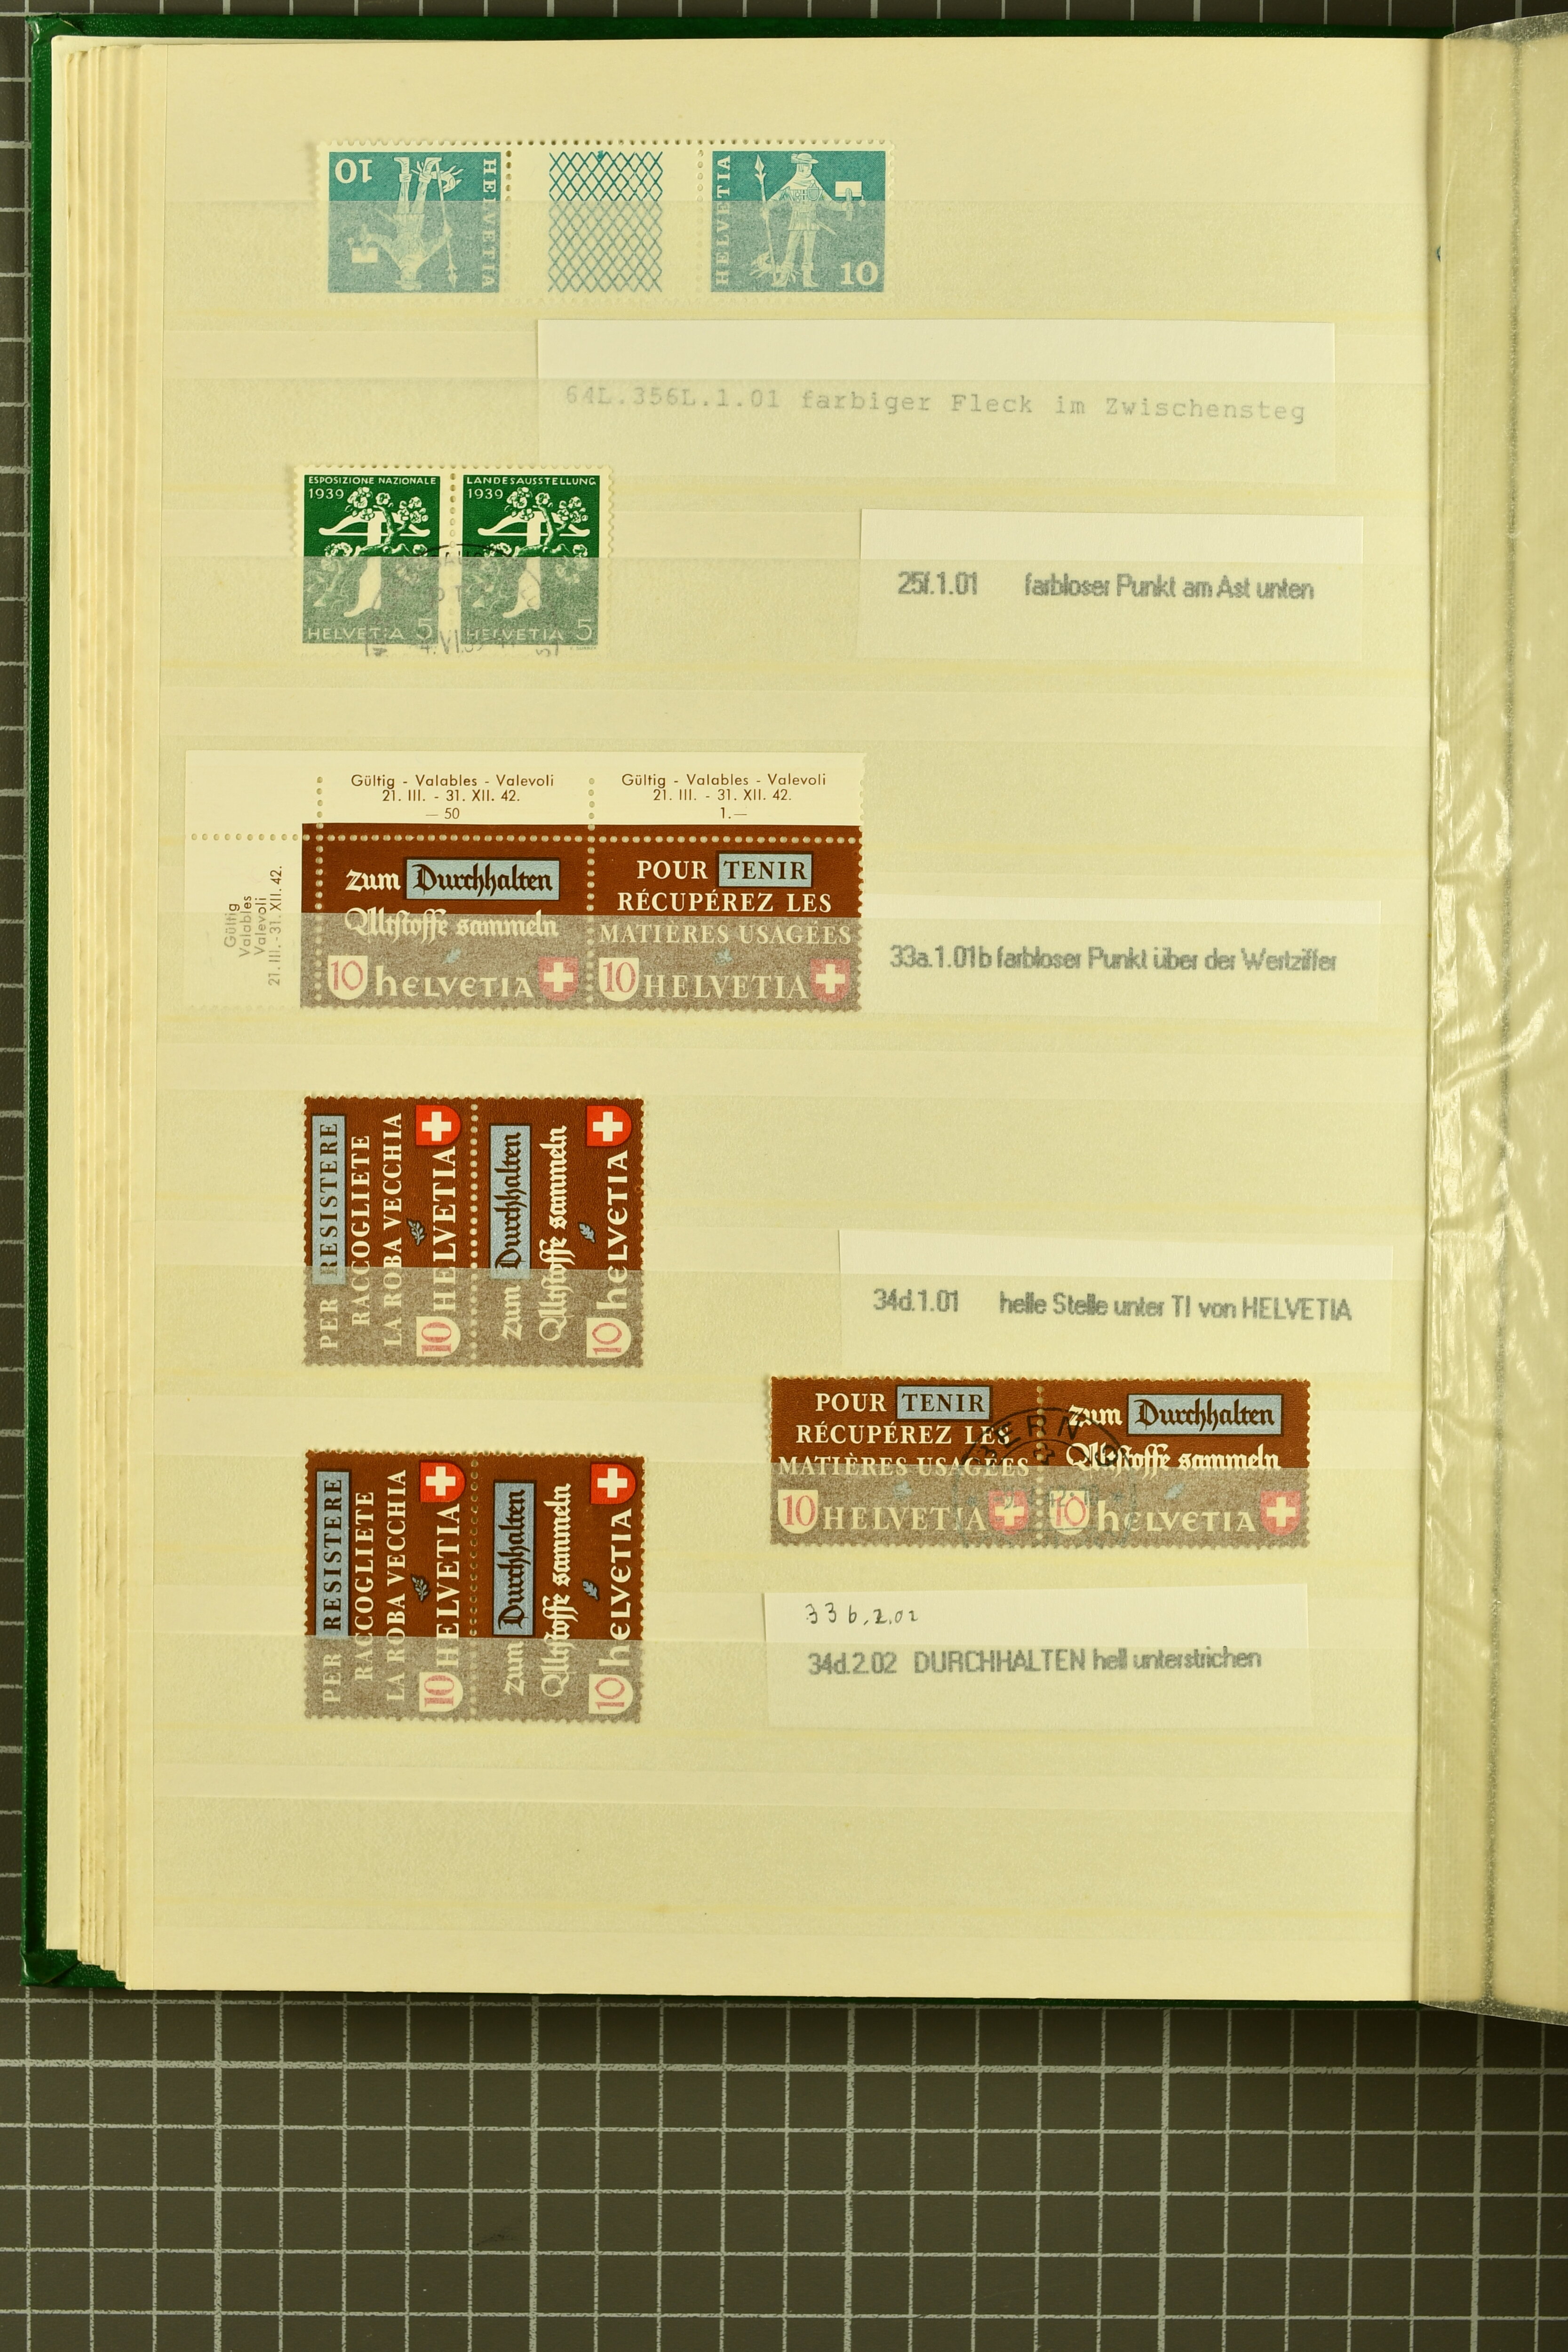 10
HELVETIA
HELVETIA
10
64L.356L.1.01 farbiger Fleck im Zwischensteg
ESPOSIZIONE NAZIONALE
1939
HELVETIA 5
LANDESAUSSTELLUNG
1939
HELVETIA 5
25f.1.01 farbloser Punkt am Ast unten
Gültig - Valables - Valevoli
21. III. - 31. XII. 42.
— 50
Gültig - Valables - Valevoli
21. III. - 31. XII. 42.
1.—
Gültig
Valables
Valevoli
21. III. - 31. XII. 42.
zum Durchhalten
Altstoffe sammeln
10 HELVETIA
POUR TENIR
RÉCUPÉREZ LES
MATIÈRES USAGÉES
10 HELVETIA
33a.1.01b farbloser Punkt über der Wertziffer
PER RESISTERE
RACCOGLIETE
LA ROBA VECCHIA
10 HELVETIA
zum Durchhalten
Altstoffe sammeln
10 HELVETIA
34d.1.01 helle Stelle unter TI von HELVETIA
POUR TENIR
RÉCUPÉREZ LES
MATIÈRES USAGÉES
10 HELVETIA
zum Durchhalten
Altstoffe sammeln
10 HELVETIA
BERN
PER RESISTERE
RACCOGLIETE
LA ROBA VECCHIA
10 HELVETIA
zum Durchhalten
Altstoffe sammeln
10 HELVETIA
33b.2.02
34d.2.02 DURCHHALTEN hell unterstrichen